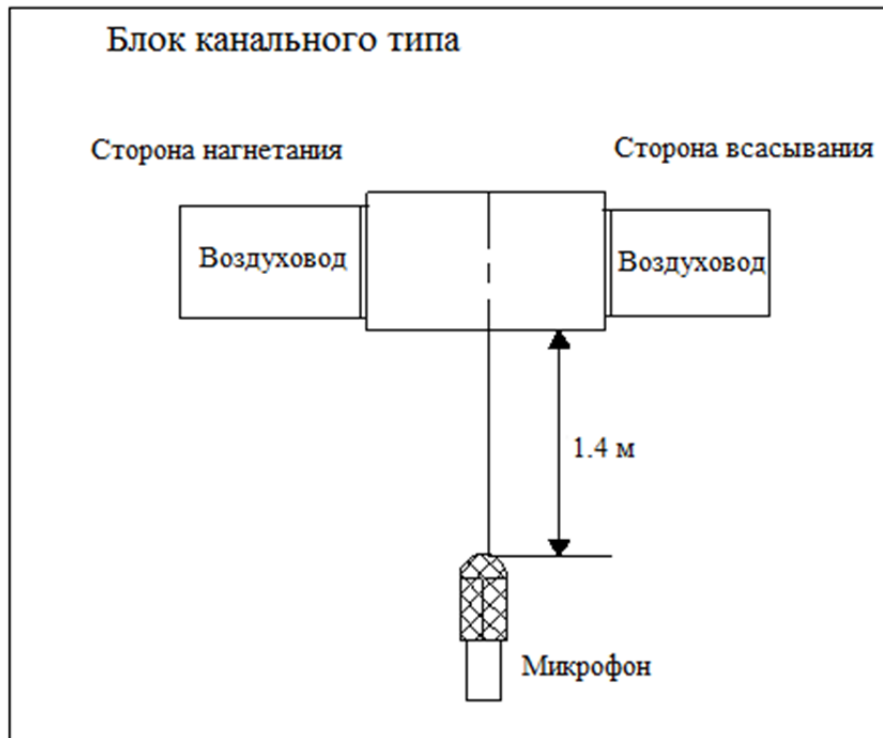 Блок канального типа
Сторона нагнетания
Сторона всасывания
Воздуховод
Воздуховод
1.4 м
Микрофон